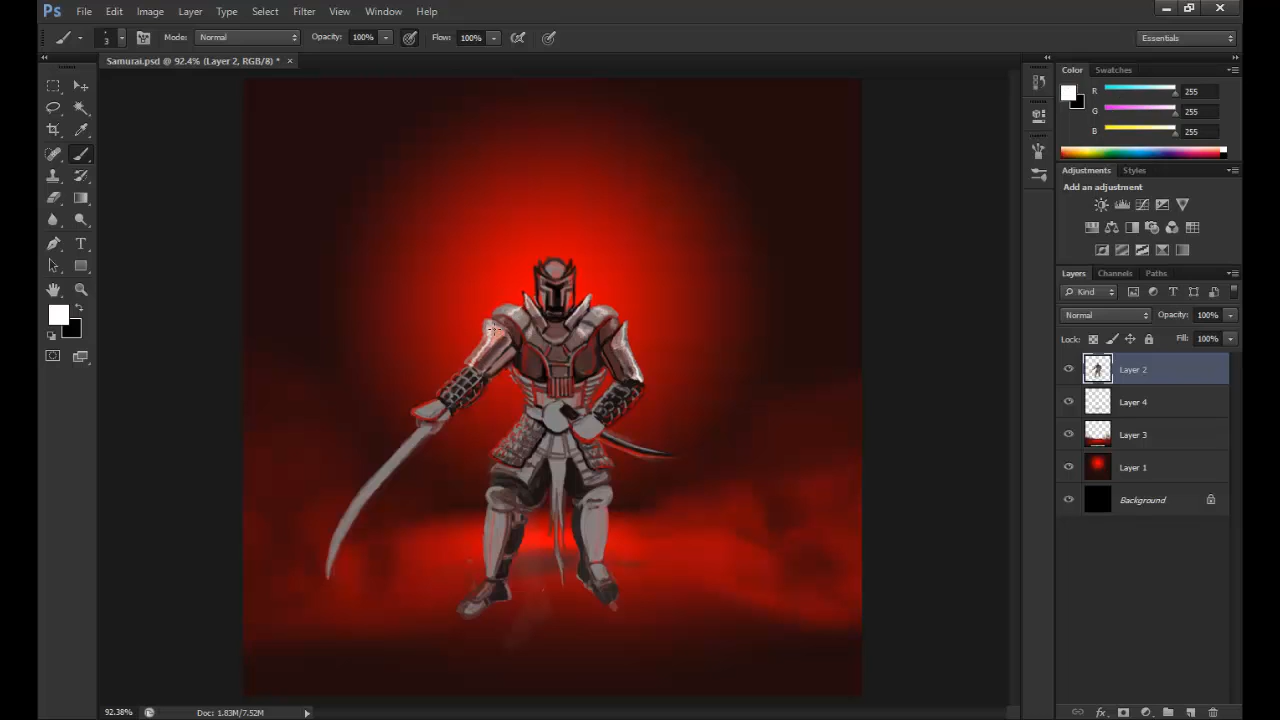 Ps File Edit Image Layer Type Select Filter View Window Help
3 Mode: Normal Opacity: 100% Flow: 100% Essentials
Samurai.psd @ 92.4% (Layer 2, RGB/8) * ×
Color Swatches
R 255
G 255
B 255
Adjustments Styles
Add an adjustment
Layers Channels Paths
Kind T
Normal Opacity: 100%
Lock: Fill: 100%
Layer 2
Layer 4
Layer 3
Layer 1
Background
92.38% Doc: 1.83M/7.52M